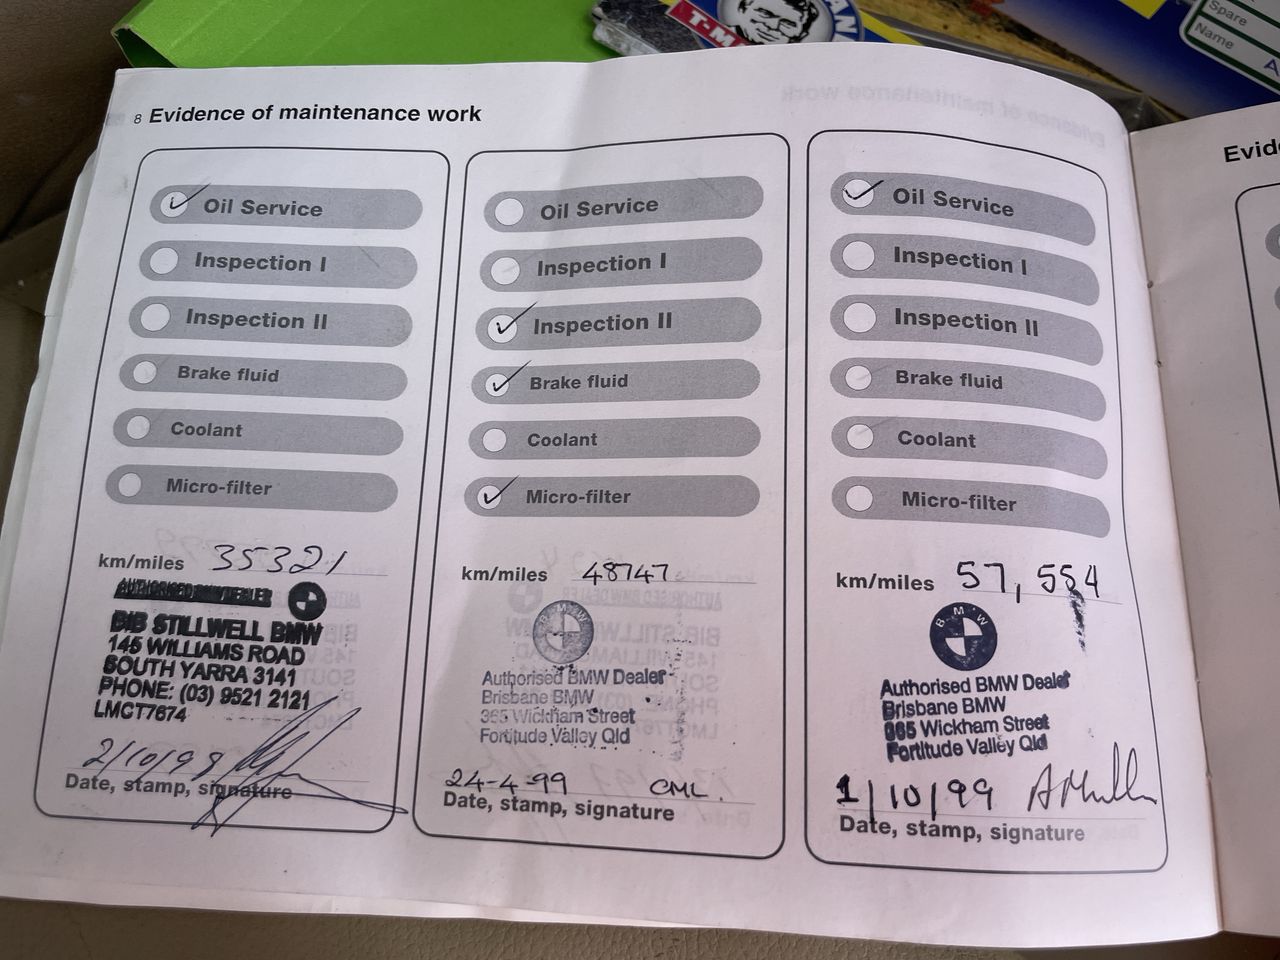 8 Evidence of maintenance work
Oil Service
Inspection I
Inspection II
Brake fluid
Coolant
Micro-filter
km/miles 35321
AUTHORISED BMW DEALER
BIB STILLWELL BMW
145 WILLIAMS ROAD
SOUTH YARRA 3141
PHONE: (03) 9521 2121
LMCT7674
2/10/98
Date, stamp, signature
Oil Service
Inspection I
Inspection II
Brake fluid
Coolant
Micro-filter
km/miles 48747
BMW
Authorised BMW Dealer
Brisbane BMW
365 Wickham Street
Fortitude Valley Qld
24-4-99 CML.
Date, stamp, signature
Oil Service
Inspection I
Inspection II
Brake fluid
Coolant
Micro-filter
km/miles 57,554
BMW
Authorised BMW Dealer
Brisbane BMW
365 Wickham Street
Fortitude Valley Qld
1/10/99
Date, stamp, signature
Spare
Name